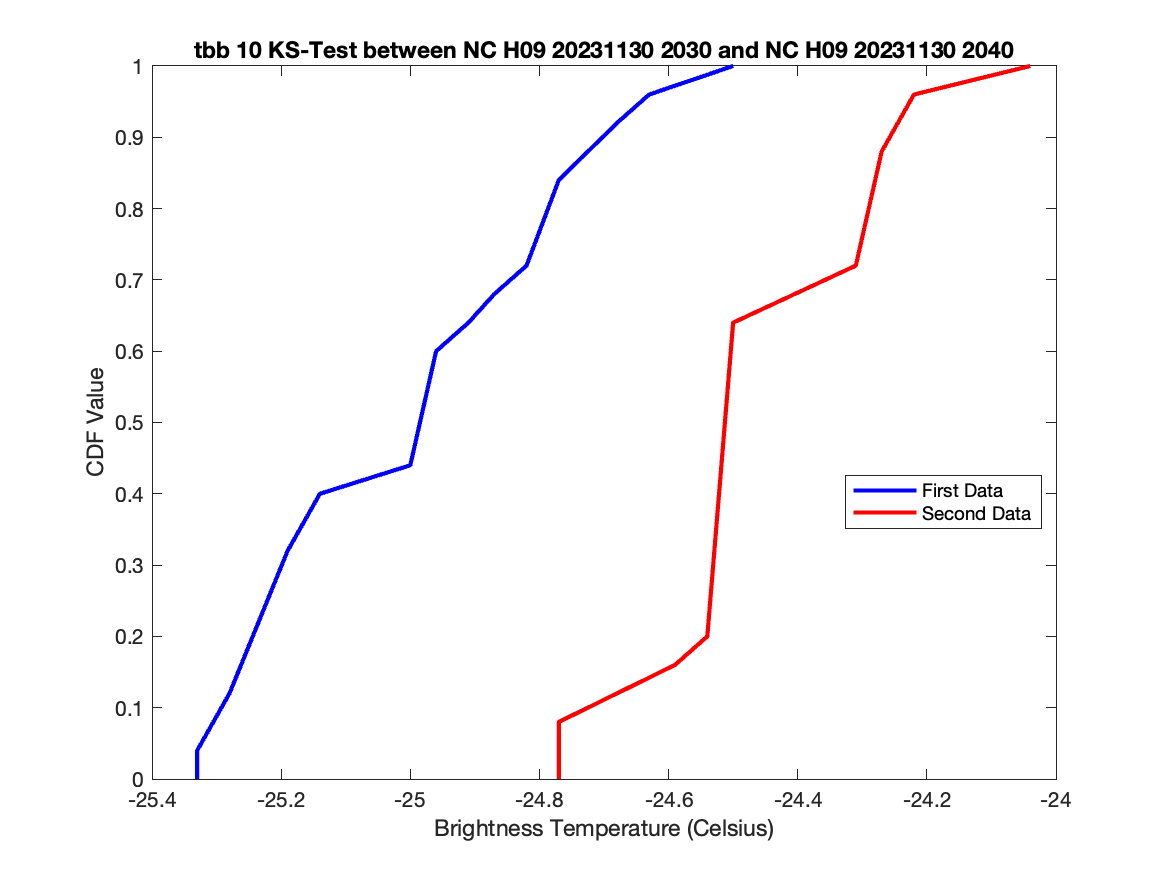 tbb 10 KS-Test between NC H09 20231130 2030 and NC H09 20231130 2040
1
0.9
0.8
0.7
0.6
0.5
0.4
0.3
0.2
0.1
0
CDF Value
First Data
Second Data
-25.4 -25.2 -25 -24.8 -24.6 -24.4 -24.2 -24
Brightness Temperature (Celsius)